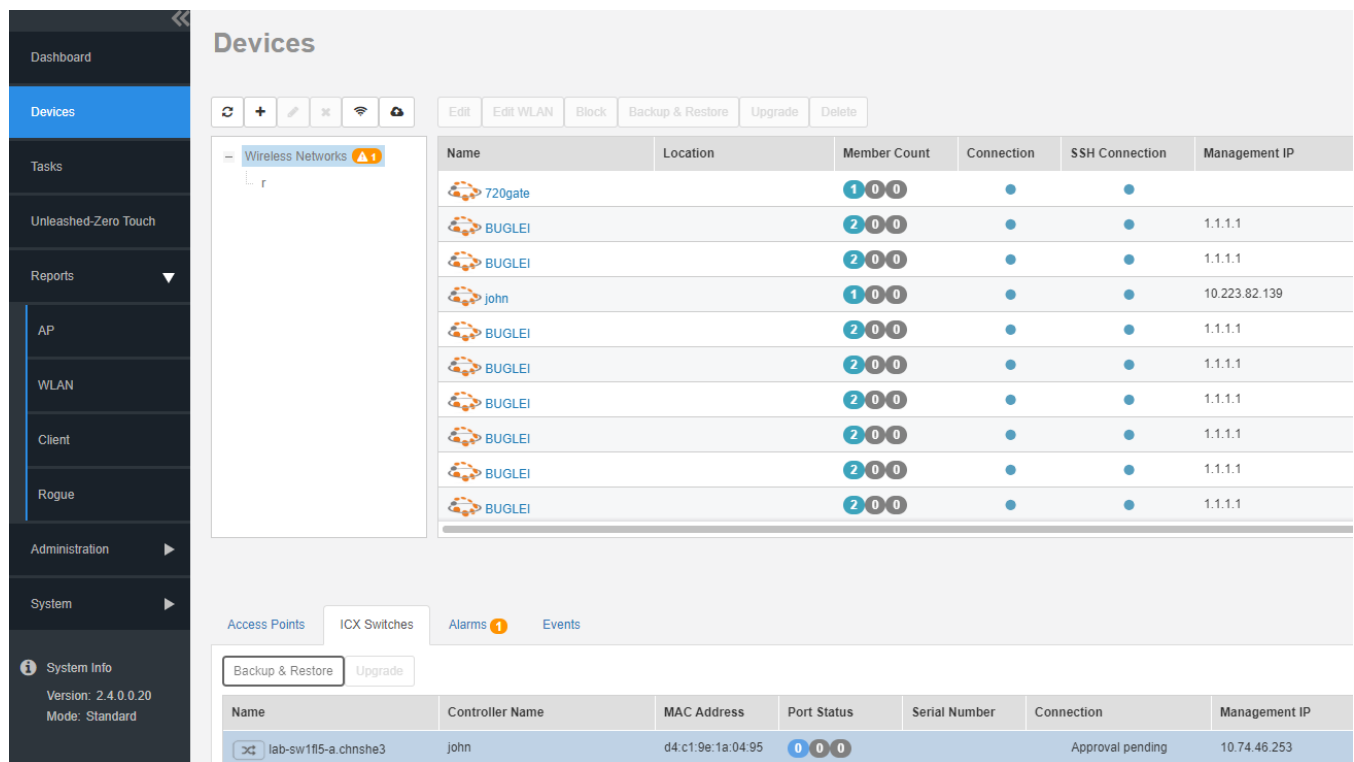 Devices
Dashboard
Devices
Tasks
Unleashed-Zero Touch
Reports
AP
WLAN
Client
Rogue
Administration
System
System Info
Version: 2.4.0.0.20
Mode: Standard
Edit Edit WLAN Block Backup & Restore Upgrade Delete
Wireless Networks 1
r
Name Location Member Count Connection SSH Connection Management IP
720gate 1 0 0
BUGLEI 2 0 0 1.1.1.1
BUGLEI 2 0 0 1.1.1.1
john 1 0 0 10.223.82.139
BUGLEI 2 0 0 1.1.1.1
BUGLEI 2 0 0 1.1.1.1
BUGLEI 2 0 0 1.1.1.1
BUGLEI 2 0 0 1.1.1.1
BUGLEI 2 0 0 1.1.1.1
BUGLEI 2 0 0 1.1.1.1
Access Points ICX Switches Alarms 1 Events
Backup & Restore Upgrade
Name Controller Name MAC Address Port Status Serial Number Connection Management IP
lab-sw1fl5-a.chnshe3 john d4:c1:9e:1a:04:95 0 0 0 Approval pending 10.74.46.253